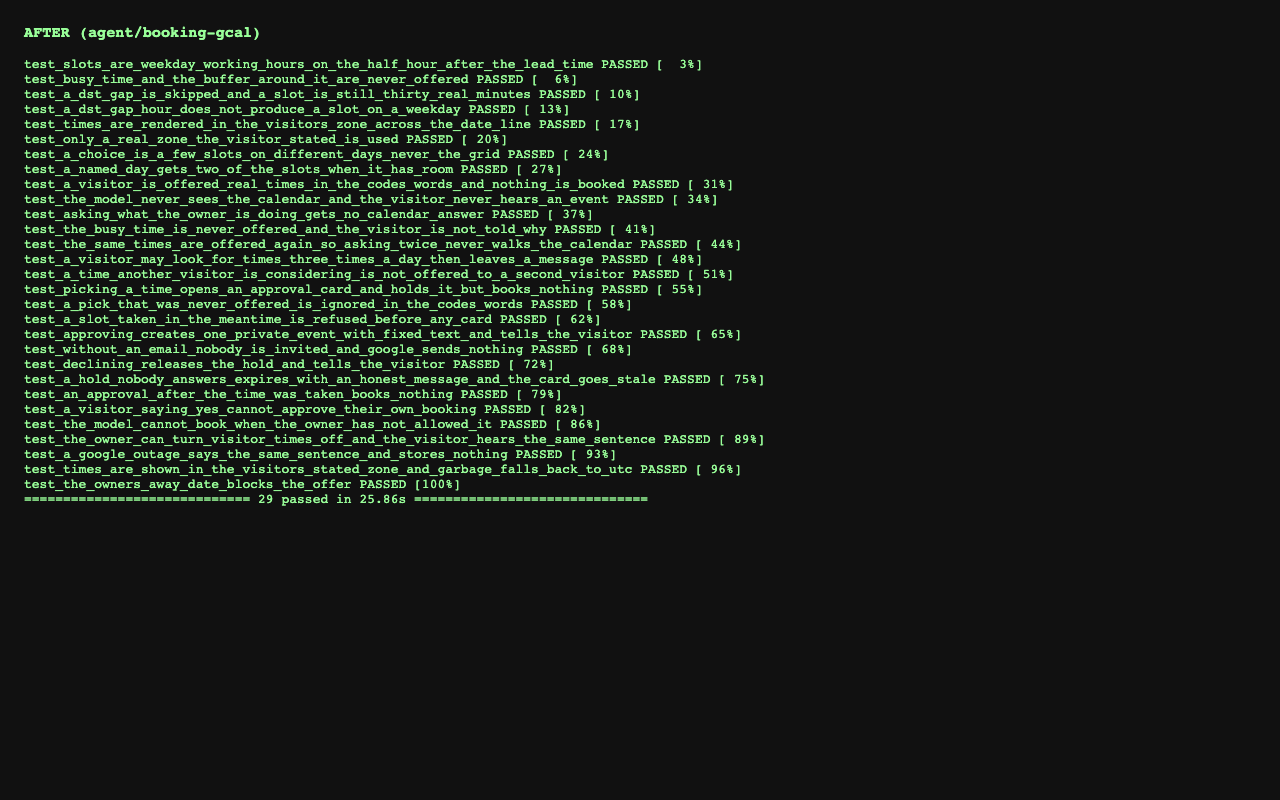 AFTER (agent/booking-gcal)
test_slots_are_weekday_working_hours_on_the_half_hour_after_the_lead_time PASSED [  3%]
test_busy_time_and_the_buffer_around_it_are_never_offered PASSED [  6%]
test_a_dst_gap_is_skipped_and_a_slot_is_still_thirty_real_minutes PASSED [ 10%]
test_a_dst_gap_hour_does_not_produce_a_slot_on_a_weekday PASSED [ 13%]
test_times_are_rendered_in_the_visitors_zone_across_the_date_line PASSED [ 17%]
test_only_a_real_zone_the_visitor_stated_is_used PASSED [ 20%]
test_a_choice_is_a_few_slots_on_different_days_never_the_grid PASSED [ 24%]
test_a_named_day_gets_two_of_the_slots_when_it_has_room PASSED [ 27%]
test_a_visitor_is_offered_real_times_in_the_codes_words_and_nothing_is_booked PASSED [ 31%]
test_the_model_never_sees_the_calendar_and_the_visitor_never_hears_an_event PASSED [ 34%]
test_asking_what_the_owner_is_doing_gets_no_calendar_answer PASSED [ 37%]
test_the_busy_time_is_never_offered_and_the_visitor_is_not_told_why PASSED [ 41%]
test_the_same_times_are_offered_again_so_asking_twice_never_walks_the_calendar PASSED [ 44%]
test_a_visitor_may_look_for_times_three_times_a_day_then_leaves_a_message PASSED [ 48%]
test_a_time_another_visitor_is_considering_is_not_offered_to_a_second_visitor PASSED [ 51%]
test_picking_a_time_opens_an_approval_card_and_holds_it_but_books_nothing PASSED [ 55%]
test_a_pick_that_was_never_offered_is_ignored_in_the_codes_words PASSED [ 58%]
test_a_slot_taken_in_the_meantime_is_refused_before_any_card PASSED [ 62%]
test_approving_creates_one_private_event_with_fixed_text_and_tells_the_visitor PASSED [ 65%]
test_without_an_email_nobody_is_invited_and_google_sends_nothing PASSED [ 68%]
test_declining_releases_the_hold_and_tells_the_visitor PASSED [ 72%]
test_a_hold_nobody_answers_expires_with_an_honest_message_and_the_card_goes_stale PASSED [ 75%]
test_an_approval_after_the_time_was_taken_books_nothing PASSED [ 79%]
test_a_visitor_saying_yes_cannot_approve_their_own_booking PASSED [ 82%]
test_the_model_cannot_book_when_the_owner_has_not_allowed_it PASSED [ 86%]
test_the_owner_can_turn_visitor_times_off_and_the_visitor_hears_the_same_sentence PASSED [ 89%]
test_a_google_outage_says_the_same_sentence_and_stores_nothing PASSED [ 93%]
test_times_are_shown_in_the_visitors_stated_zone_and_garbage_falls_back_to_utc PASSED [ 96%]
test_the_owners_away_date_blocks_the_offer PASSED [100%]
============================= 29 passed in 25.86s ==============================